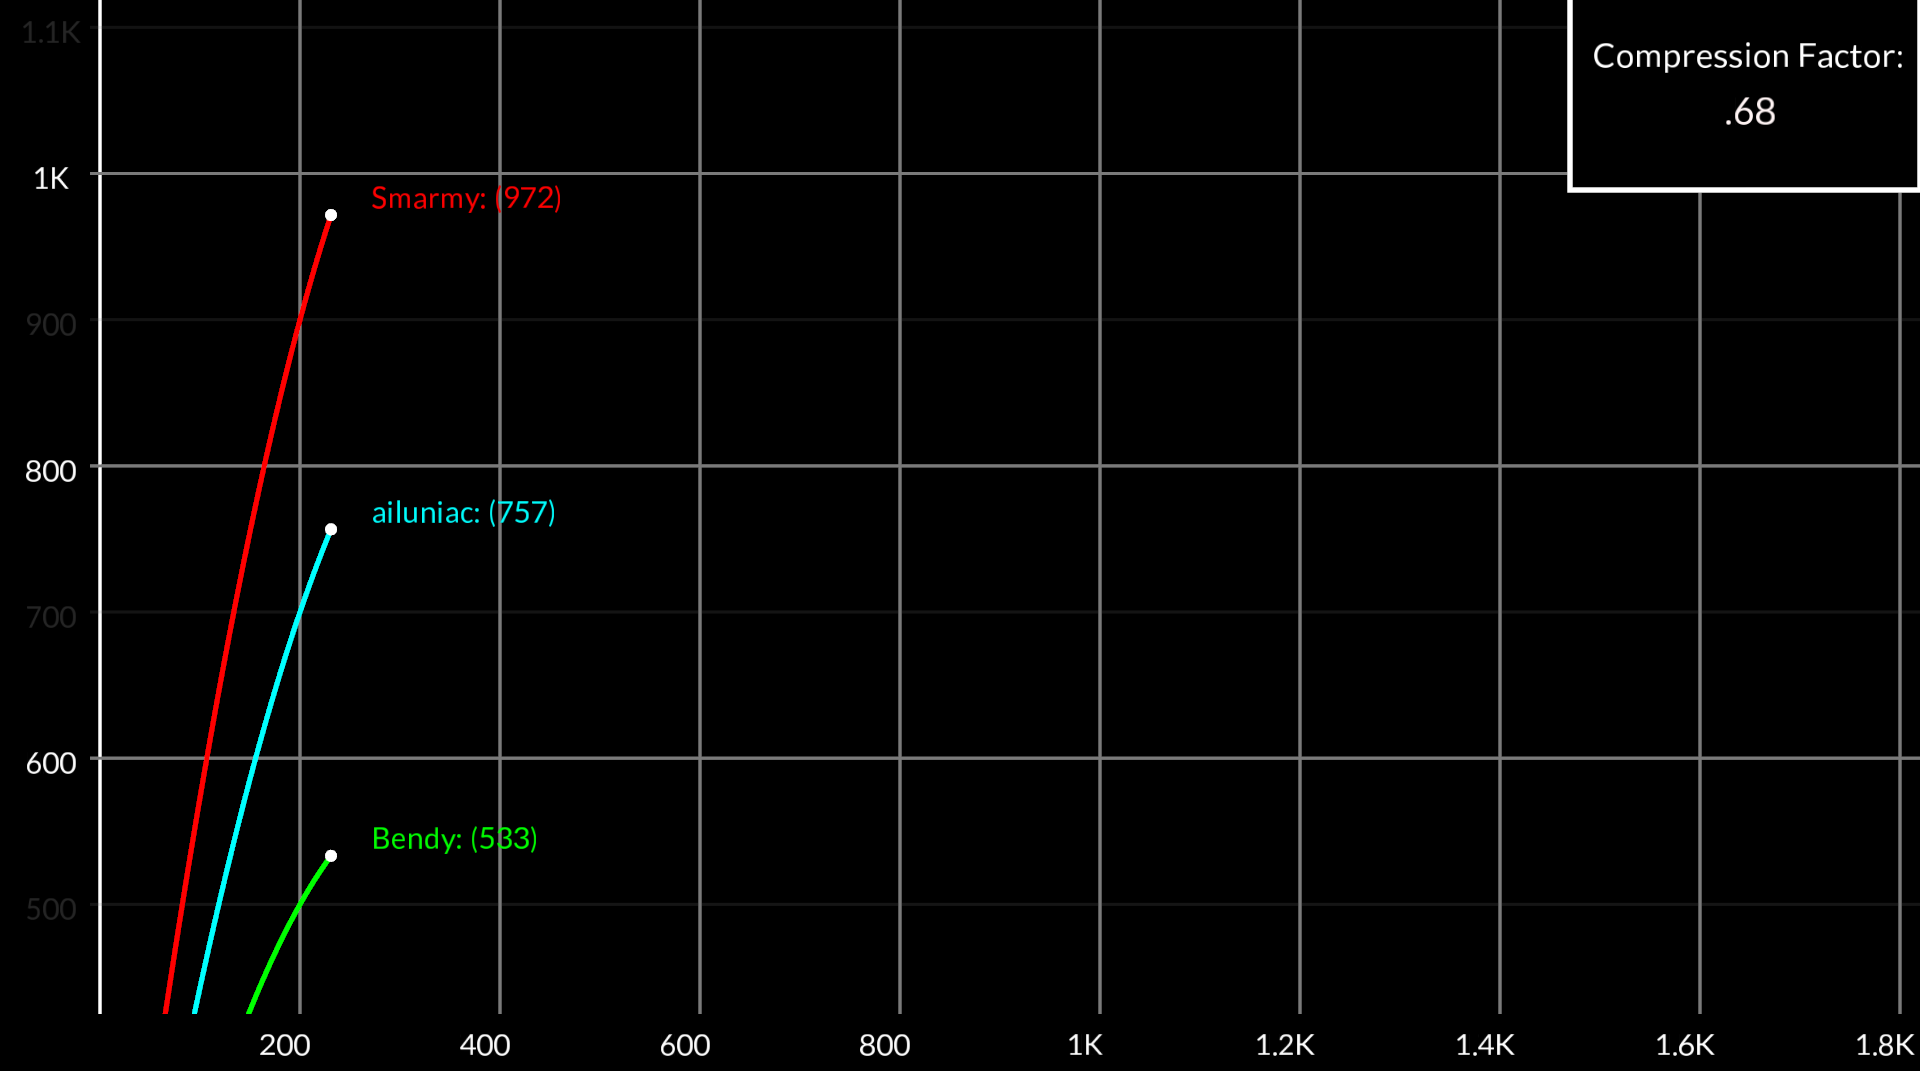 1.1K
Compression Factor:
.68
1K
Smarmy: (972)
900
800
ailuniac: (757)
700
600
Bendy: (533)
500
200 400 600 800 1K 1.2K 1.4K 1.6K 1.8K